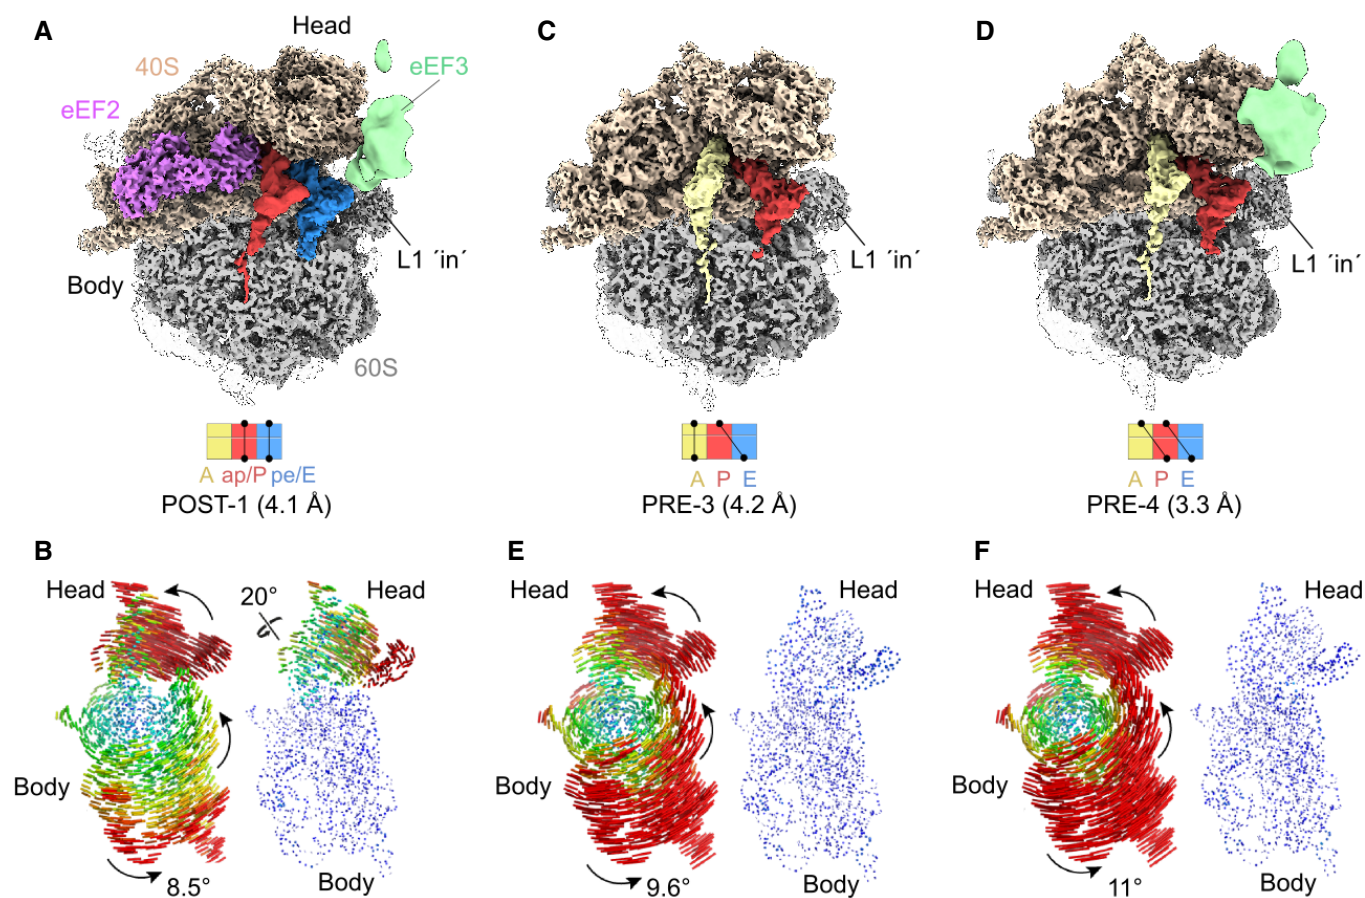 A
Head
40S
eEF3
eEF2
L1 ´in´
Body
60S
A ap/P pe/E
POST-1 (4.1 Å)
C
L1 ´in´
A P E
PRE-3 (4.2 Å)
D
L1 ´in´
A P E
PRE-4 (3.3 Å)
B
Head
20°
Head
Body
8.5°
Body
E
Head
Head
Body
9.6°
Body
F
Head
Head
Body
11°
Body